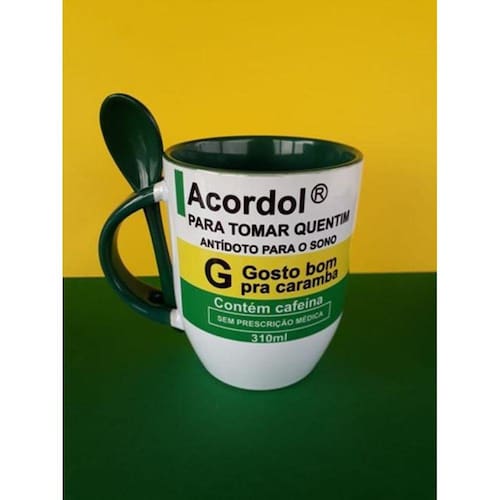 Acordol®
PARA TOMAR QUENTIM
ANTÍDOTO PARA O SONO
G Gosto bom
pra caramba
Contém cafeína
SEM PRESCRIÇÃO MÉDICA
310ml